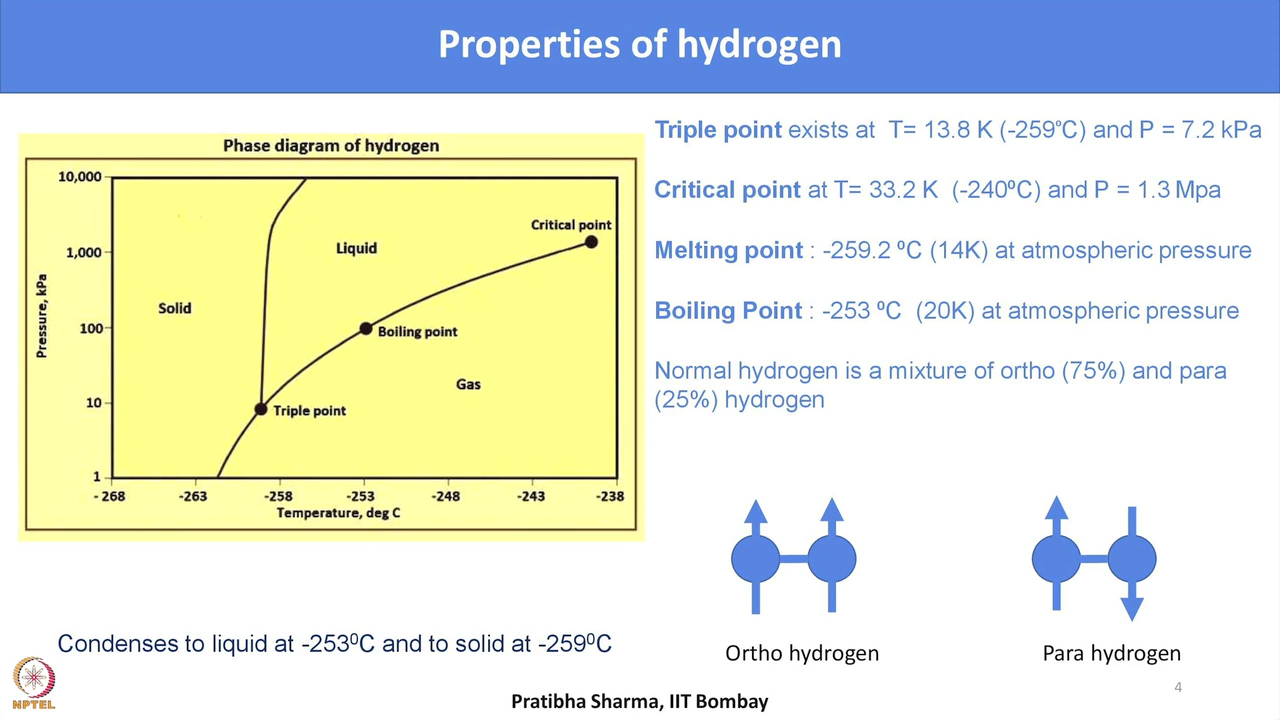 Properties of hydrogen
Phase diagram of hydrogen
Pressure, kPa
10,000
1,000
100
10
1
Solid
Liquid
Gas
Critical point
Boiling point
Triple point
- 268
-263
-258
-253
-248
-243
-238
Temperature, deg C
Triple point exists at T= 13.8 K (-259°C) and P = 7.2 kPa
Critical point at T= 33.2 K (-240⁰C) and P = 1.3 Mpa
Melting point : -259.2 ⁰C (14K) at atmospheric pressure
Boiling Point : -253 ⁰C (20K) at atmospheric pressure
Normal hydrogen is a mixture of ortho (75%) and para
(25%) hydrogen
Ortho hydrogen
Para hydrogen
Condenses to liquid at -253⁰C and to solid at -259⁰C
NPTEL
Pratibha Sharma, IIT Bombay
4